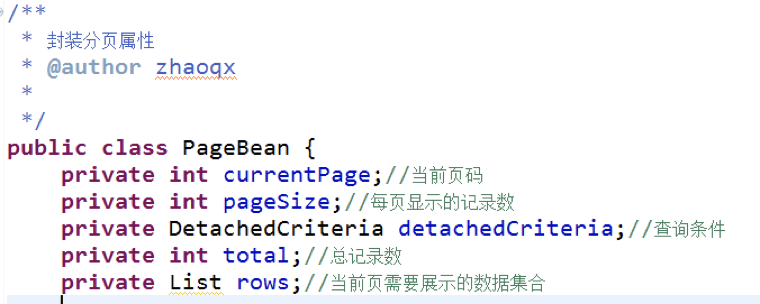 /**
 * 封装分页属性
 * @author zhaoqx
 *
 */
public class PageBean {
    private int currentPage;//当前页码
    private int pageSize;//每页显示的记录数
    private DetachedCriteria detachedCriteria;//查询条件
    private int total;//总记录数
    private List rows;//当前页需要展示的数据集合